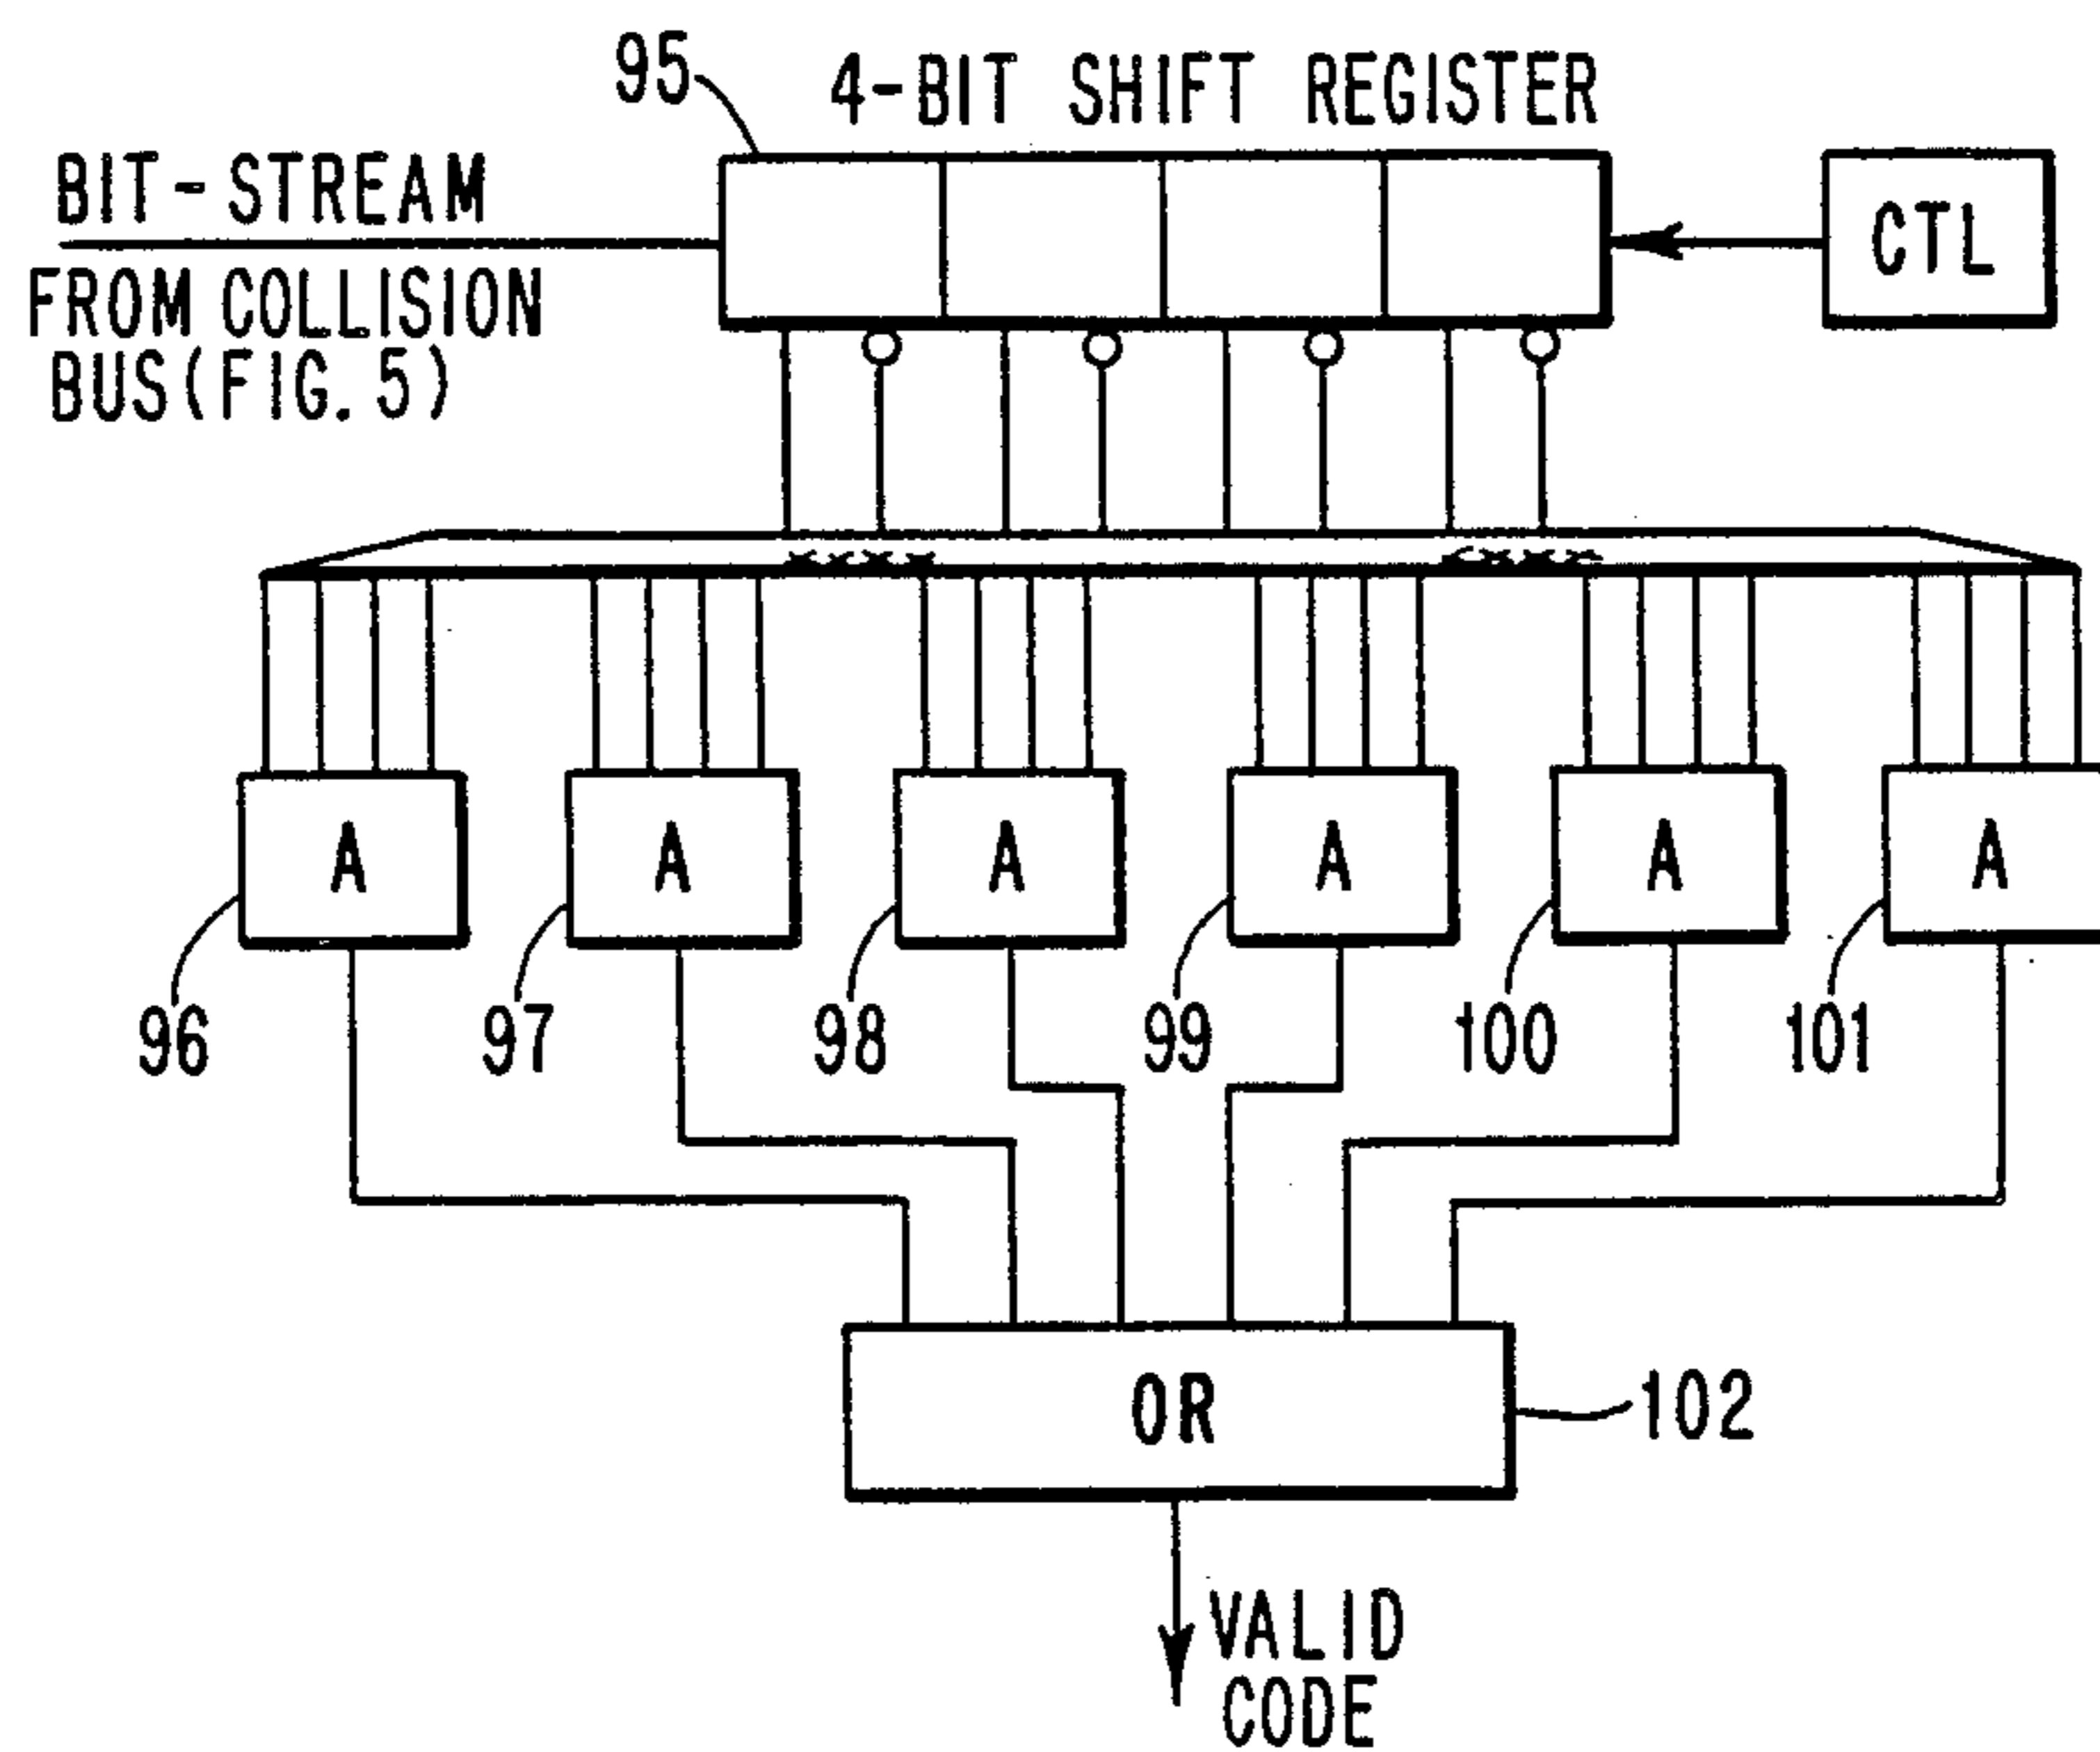 95
4-BIT SHIFT REGISTER
BIT-STREAM
FROM COLLISION
BUS(FIG. 5)
CTL
A
A
A
A
A
A
96
97
98
99
100
101
OR
102
VALID
CODE